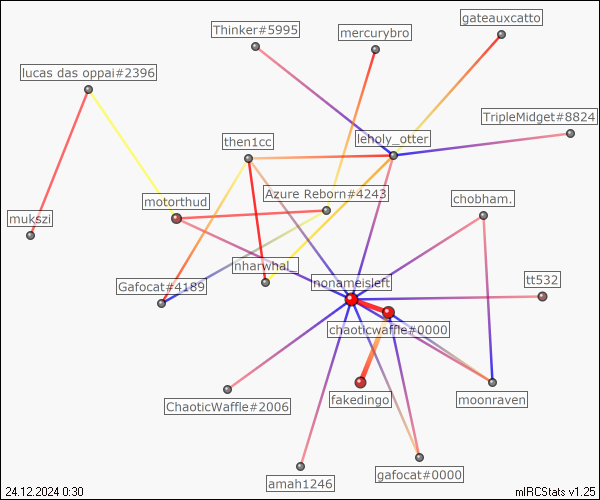 Thinker#5995
mercurybro
gateauxcatto
lucas das oppai#2396
TripleMidget#8824
then1cc
leholy_otter
Azure Reborn#4243
motorthud
chobham.
mukszi
nharwhal_
nonameisleft
tt532
Gafocat#4189
chaoticwaffle#0000
fakedingo
moonraven
ChaoticWaffle#2006
gafocat#0000
amah1246
24.12.2024 0:30
mIRCStats v1.25